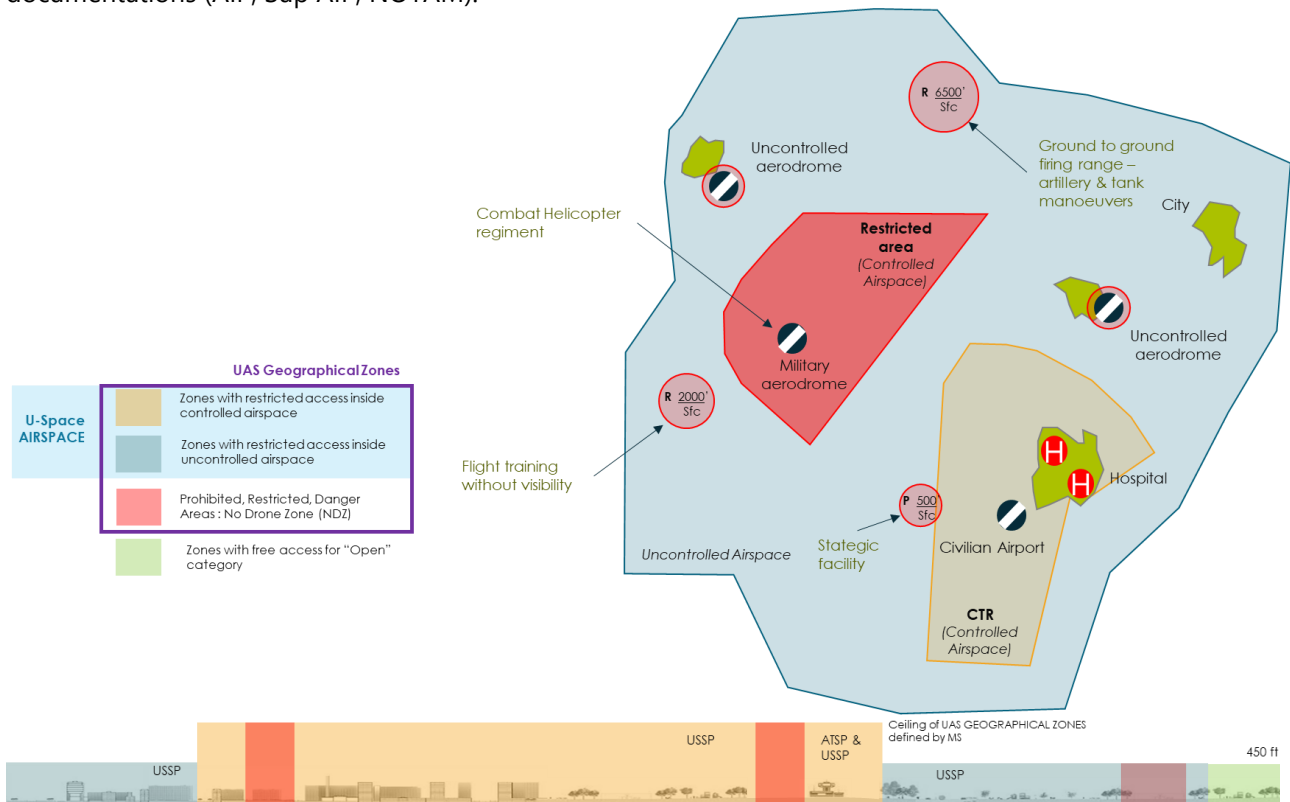 documentations (AIP, Sup AIP, NOTAM).
R 6500'
Sfc
Uncontrolled
aerodrome
Ground to ground
firing range –
artillery & tank
manoeuvers
City
Combat Helicopter
regiment
Restricted
area
(Controlled
Airspace)
Uncontrolled
aerodrome
Military
aerodrome
UAS Geographical Zones
U-Space
AIRSPACE
Zones with restricted access inside
controlled airspace
Zones with restricted access inside
uncontrolled airspace
Prohibited, Restricted, Danger
Areas : No Drone Zone (NDZ)
Zones with free access for "Open"
category
R 2000'
Sfc
Flight training
without visibility
H
H
Hospital
P 500'
Sfc
Stategic
facility
Civilian Airport
Uncontrolled Airspace
CTR
(Controlled
Airspace)
USSP
USSP
ATSP &
USSP
Ceiling of UAS GEOGRAPHICAL ZONES
defined by MS
USSP
450 ft